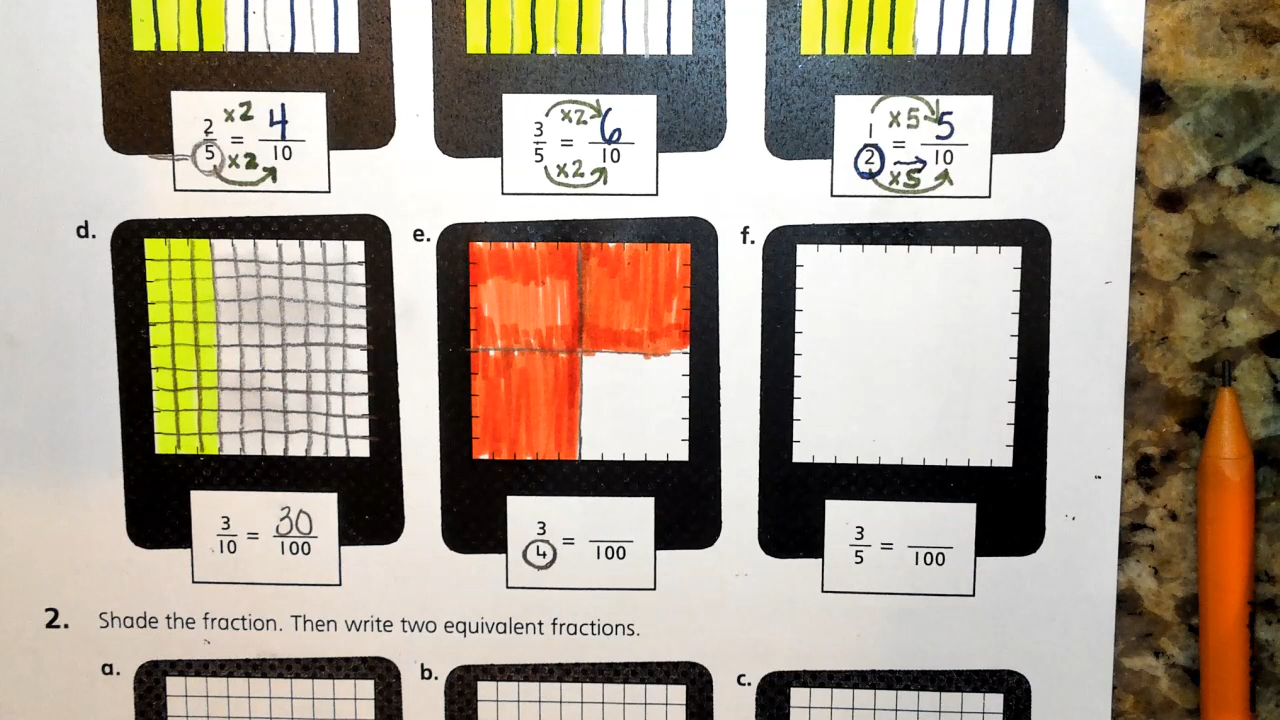 ×2 4
2/5 = /10
×2
×2 6
3/5 = /10
×2
×5 5
1/2 = /10
×5
d.
e.
f.
3/10 = 30/100
3/4 = /100
3/5 = /100
2. Shade the fraction. Then write two equivalent fractions.
a.
b.
c.